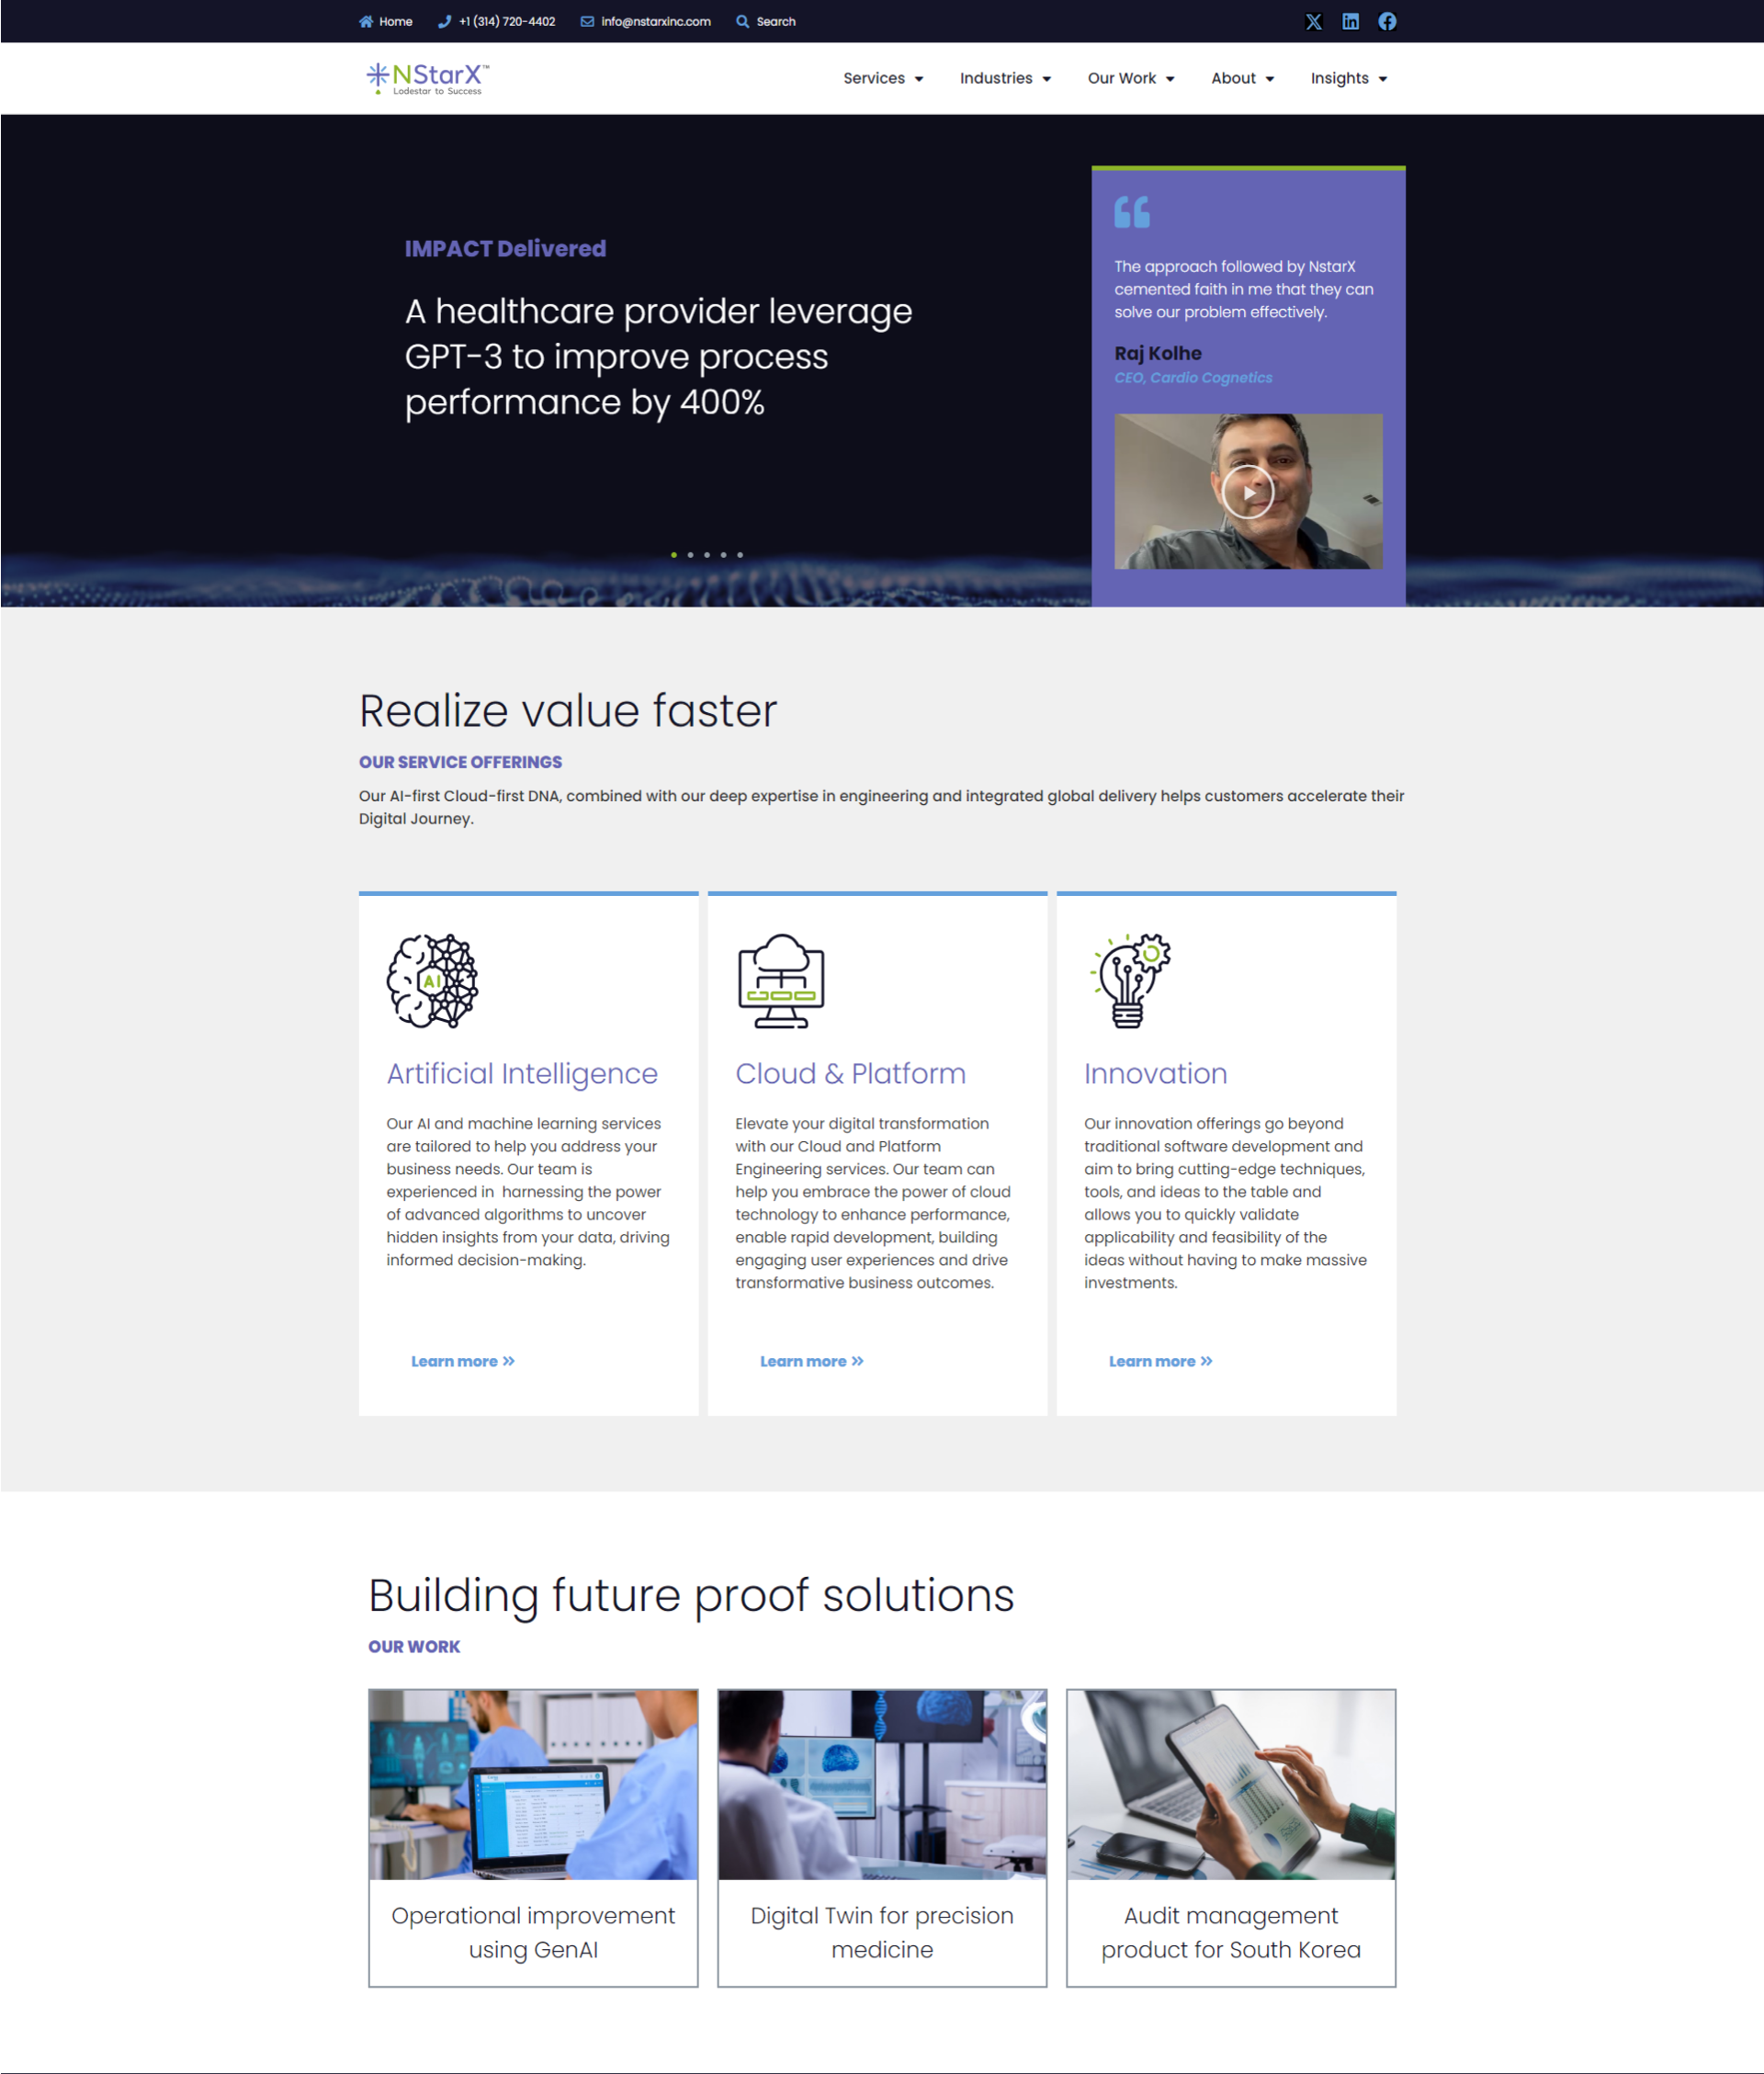 Home +1 (314) 720-4402 info@nstarxinc.com Search
NStarX™
Lodestar to Success
Services Industries Our Work About Insights
IMPACT Delivered
A healthcare provider leverage
GPT-3 to improve process
performance by 400%
The approach followed by NstarX
cemented faith in me that they can
solve our problem effectively.
Raj Kolhe
CEO, Cardio Cognetics
Realize value faster
OUR SERVICE OFFERINGS
Our AI-first Cloud-first DNA, combined with our deep expertise in engineering and integrated global delivery helps customers accelerate their
Digital Journey.
AI
Artificial Intelligence
Our AI and machine learning services
are tailored to help you address your
business needs. Our team is
experienced in harnessing the power
of advanced algorithms to uncover
hidden insights from your data, driving
informed decision-making.
Learn more
Cloud & Platform
Elevate your digital transformation
with our Cloud and Platform
Engineering services. Our team can
help you embrace the power of cloud
technology to enhance performance,
enable rapid development, building
engaging user experiences and drive
transformative business outcomes.
Learn more
Innovation
Our innovation offerings go beyond
traditional software development and
aim to bring cutting-edge techniques,
tools, and ideas to the table and
allows you to quickly validate
applicability and feasibility of the
ideas without having to make massive
investments.
Learn more
Building future proof solutions
OUR WORK
Operational improvement
using GenAI
Digital Twin for precision
medicine
Audit management
product for South Korea